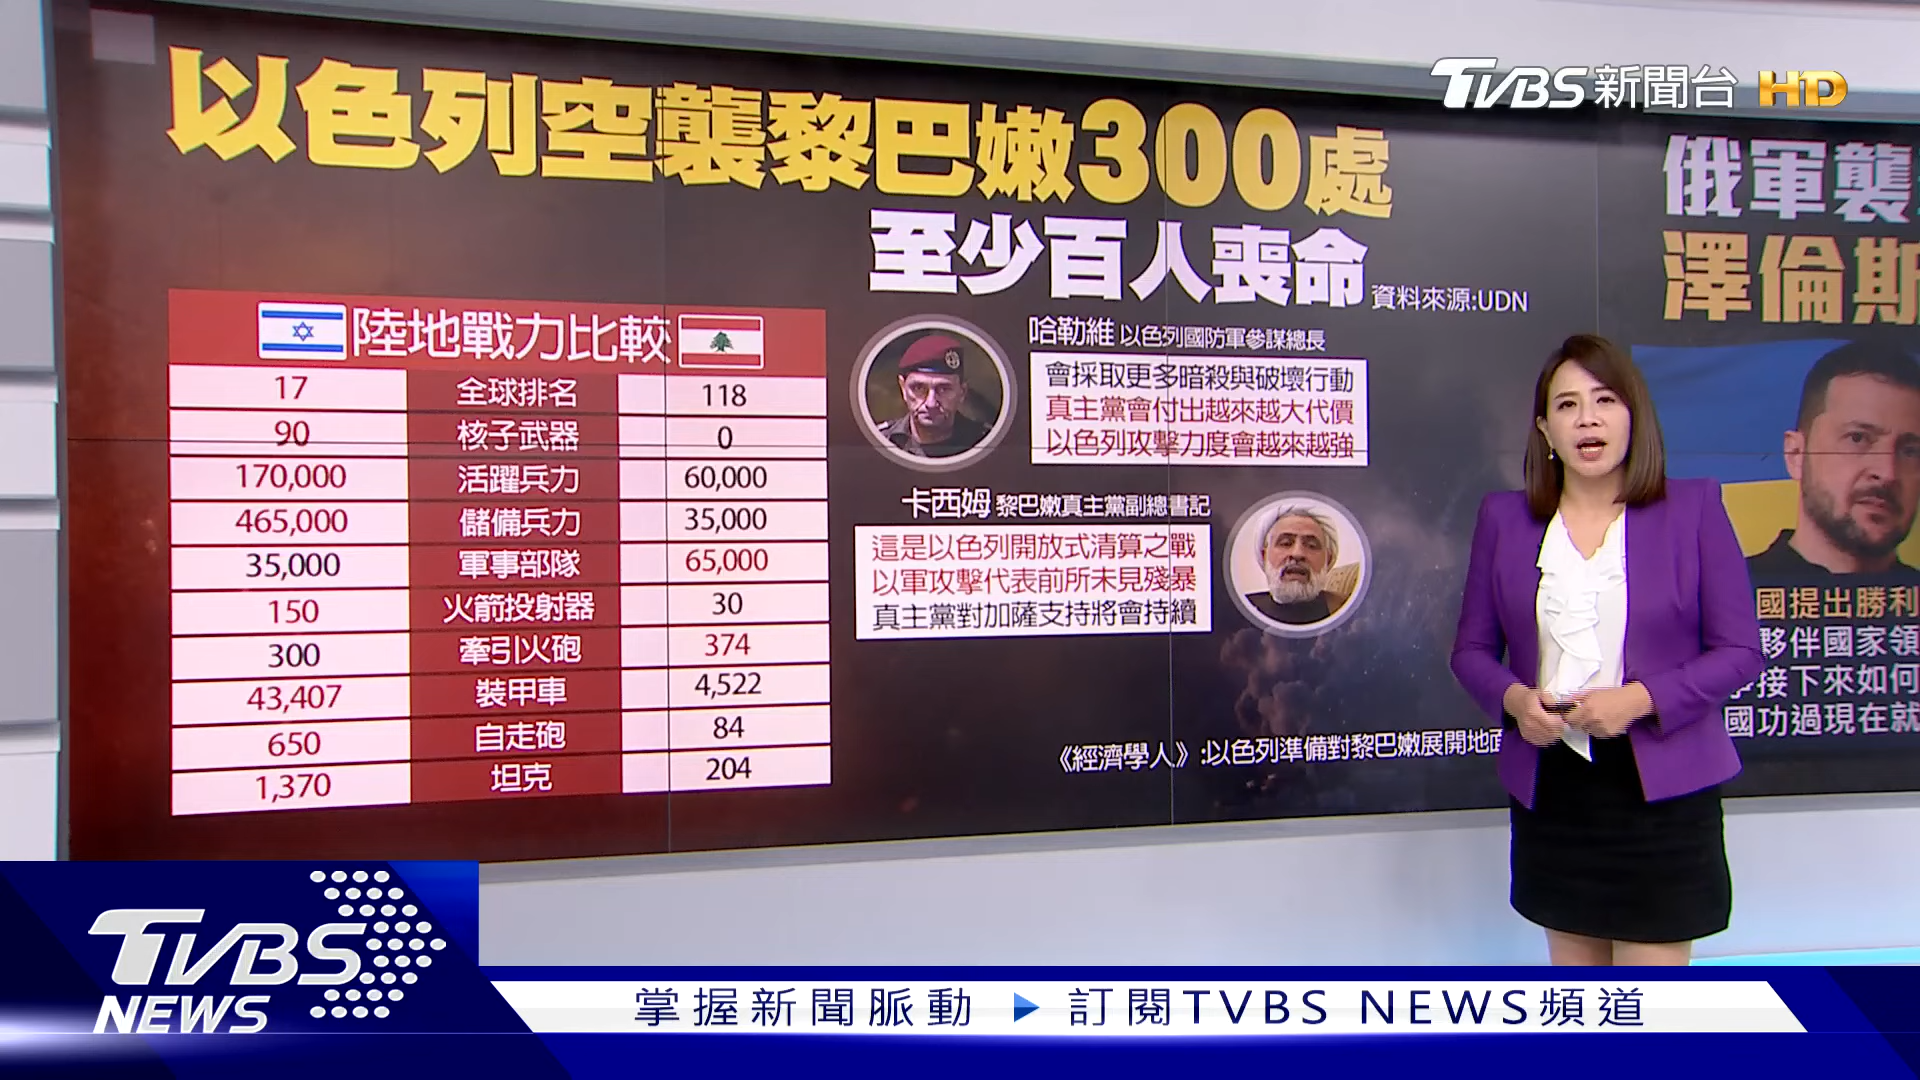 TVBS新聞台 HD
以色列空襲黎巴嫩300處
至少百人喪命
資料來源:UDN
陸地戰力比較
17 全球排名 118
90 核子武器 0
170,000 活躍兵力 60,000
465,000 儲備兵力 35,000
35,000 軍事部隊 65,000
150 火箭投射器 30
300 牽引火砲 374
43,407 裝甲車 4,522
650 自走砲 84
1,370 坦克 204
哈勒維 以色列國防軍參謀總長
會採取更多暗殺與破壞行動
真主黨會付出越來越大代價
以色列攻擊力度會越來越強
卡西姆 黎巴嫩真主黨副總書記
這是以色列開放式清算之戰
以軍攻擊代表前所未見殘暴
真主黨對加薩支持將會持續
《經濟學人》:以色列準備對黎巴嫩展開地面
俄軍襲
澤倫斯
國提出勝利
夥伴國家領
接下來如何
國功過現在就
TVBS
NEWS
掌握新聞脈動 ▶ 訂閱TVBS NEWS頻道